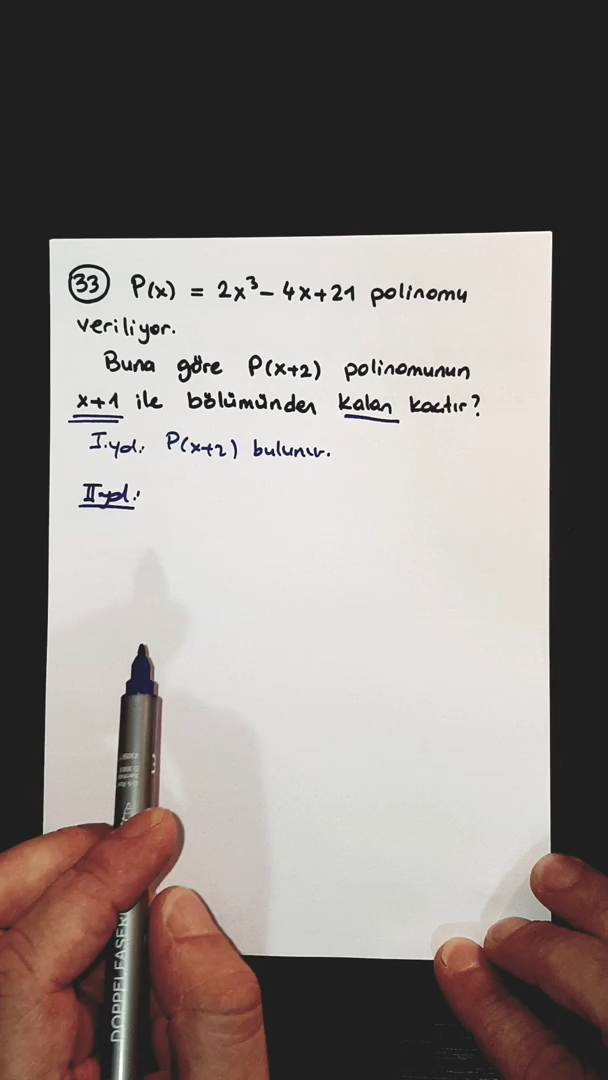 33 P(x) = 2x³ - 4x + 21 polinomu
veriliyor.
Buna göre P(x+2) polinomunun
x+1 ile bölümünden kalan kaçtır?
I.yol: P(x+2) bulunur.
II.yol:
DOPPELFASER